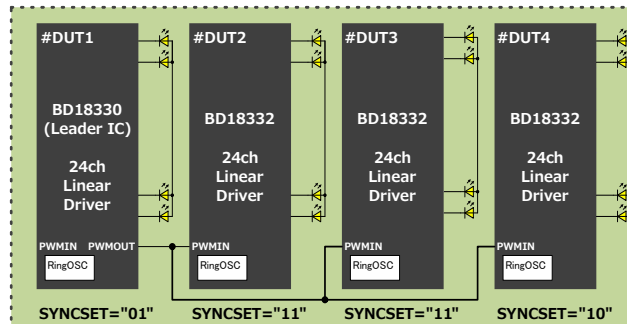 #DUT1
BD18330
(Leader IC)
24ch
Linear
Driver
PWMIN PWMOUT
RingOSC
SYNCSET="01"
#DUT2
BD18332
24ch
Linear
Driver
PWMIN
RingOSC
SYNCSET="11"
#DUT3
BD18332
24ch
Linear
Driver
PWMIN
RingOSC
SYNCSET="11"
#DUT4
BD18332
24ch
Linear
Driver
PWMIN
RingOSC
SYNCSET="10"